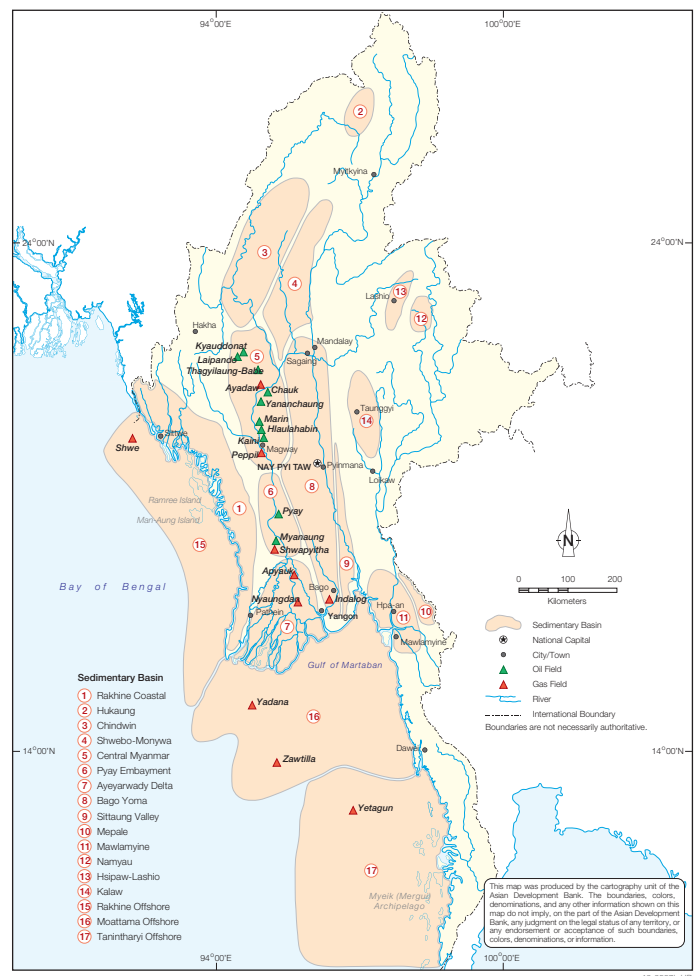 94°00'E
100°00'E
2
Myitkyina
24°00'N
24°00'N
3
4
13
Lashio
12
Hakha
Kyauddonat
Mandalay
Laipande
5
Sagaing
Thagyilaung-Babe
Ayadaw
Chauk
Yananchaung
Taunggyi
14
Marin
Hlaulahabin
Sittwe
Kaini
Shwe
Magway
Peppil
NAY PYI TAW
Pyinmana
Loikaw
6
8
Ramree Island
1
Pyay
Man-Aung Island
15
Myanaung
Shwapyitha
N
9
Apyauk
Bay of Bengal
Bago
0 100 200
Kilometers
Nyaungdan
Indalog
Hpa-an
10
Pathein
Yangon
11
7
Mawlamyine
Gulf of Martaban
Sedimentary Basin
National Capital
City/Town
Oil Field
Gas Field
River
International Boundary
Boundaries are not necessarily authoritative.
Sedimentary Basin
1 Rakhine Coastal
2 Hukaung
3 Chindwin
4 Shwebo-Monywa
5 Central Myanmar
6 Pyay Embayment
7 Ayeyarwady Delta
8 Bago Yoma
9 Sittaung Valley
10 Mepale
11 Mawlamyine
12 Namyau
13 Hsipaw-Lashio
14 Kalaw
15 Rakhine Offshore
16 Moattama Offshore
17 Tanintharyi Offshore
Yadana
16
Zawtilla
Dawei
14°00'N
14°00'N
Yetagun
17
Myeik (Mergui)
Archipelago
This map was produced by the cartography unit of the
Asian Development Bank. The boundaries, colors,
denominations, and any other information shown on this
map do not imply, on the part of the Asian Development
Bank, any judgment on the legal status of any territory, or
any endorsement or acceptance of such boundaries,
colors, denominations, or information.
94°00'E
100°00'E